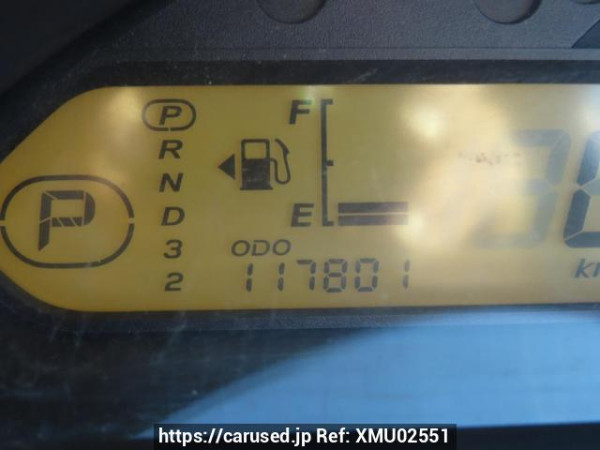 P
P
R
N
D
3
2
F
E
ODO
117801
https://carused.jp Ref: XMU02551